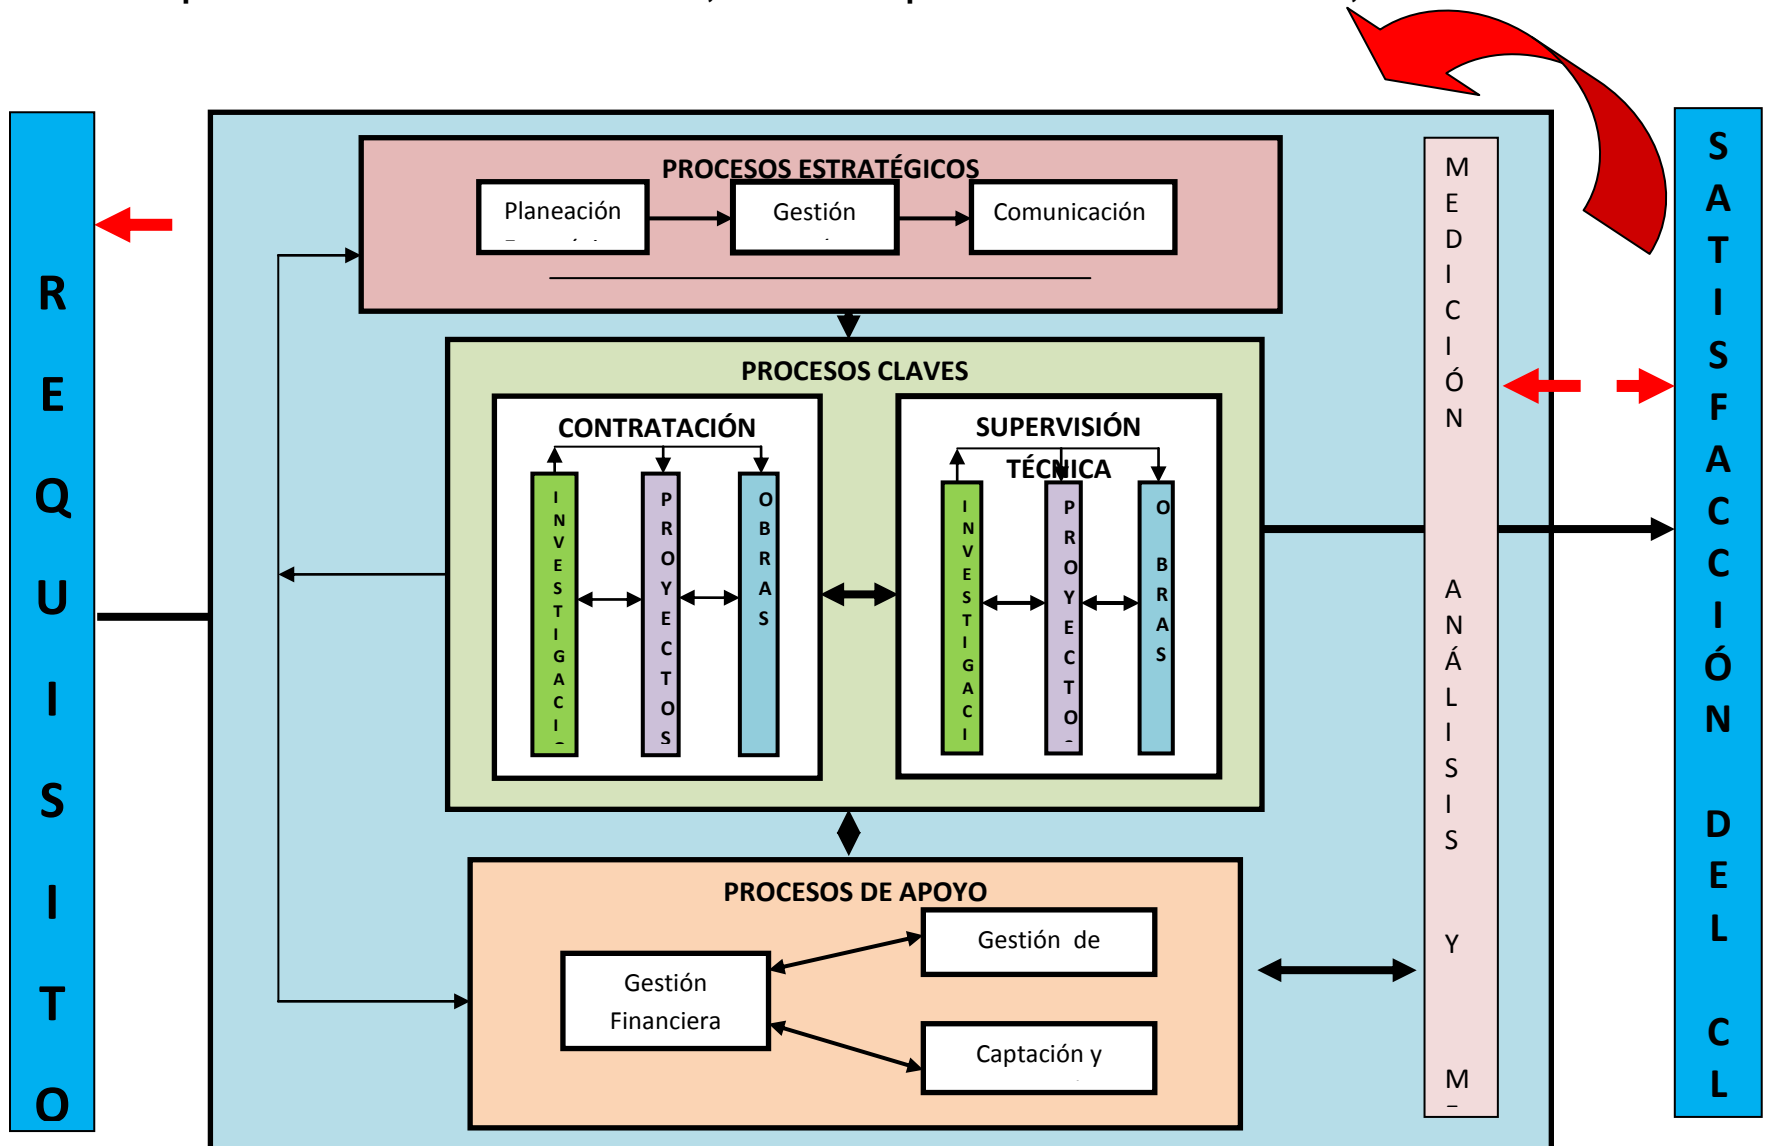 REQUISITO
PROCESOS ESTRATÉGICOS
Planeación
Gestión
Comunicación
PROCESOS CLAVES
CONTRATACIÓN
INVESTIGACI
PROYECTOS
OBRAS
SUPERVISIÓN
TÉCNICA
INVESTIGACI
PROYECTO
O BRAS
PROCESOS DE APOYO
Gestión
Financiera
Gestión de
Captación y
MEDICIÓN ANÁLISIS Y M
SATISFACCIÓN DEL CL